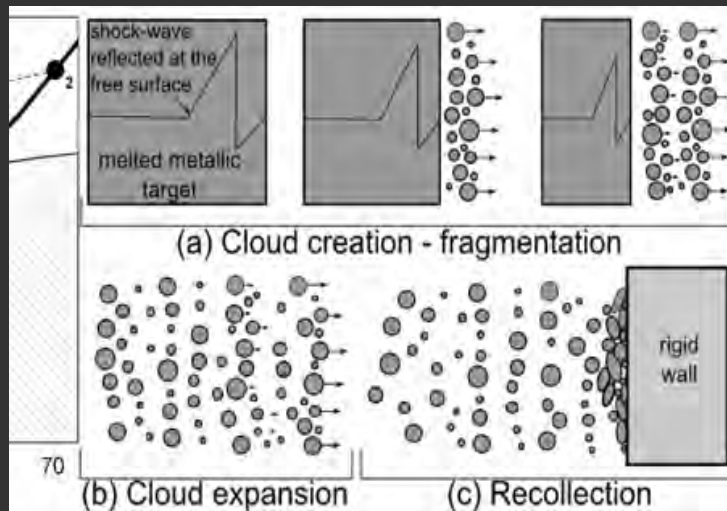 shock-wave
reflected at the
free surface
2
melted metallic
target
(a) Cloud creation - fragmentation
rigid
wall
70
(b) Cloud expansion
(c) Recollection